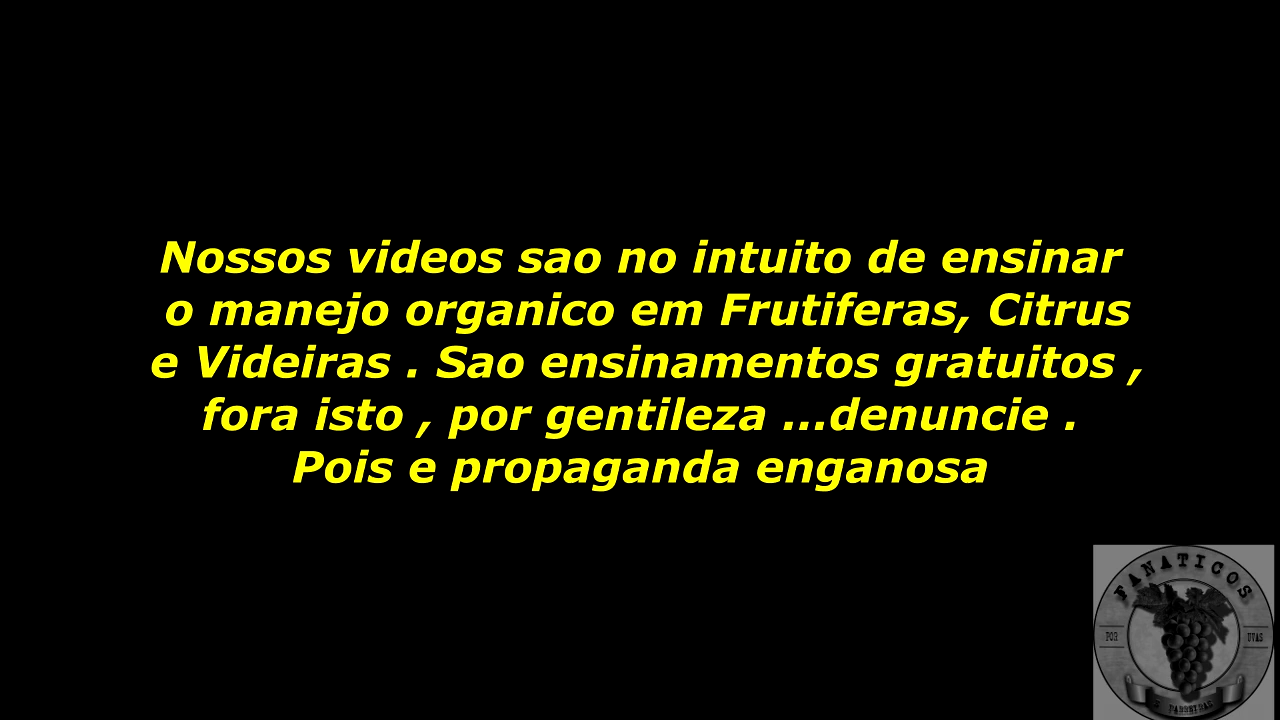 Nossos videos sao no intuito de ensinar
o manejo organico em Frutiferas, Citrus
e Videiras . Sao ensinamentos gratuitos ,
fora isto , por gentileza ...denuncie .
Pois e propaganda enganosa
FANATICOS
POR UVAS
E PARREIRAS